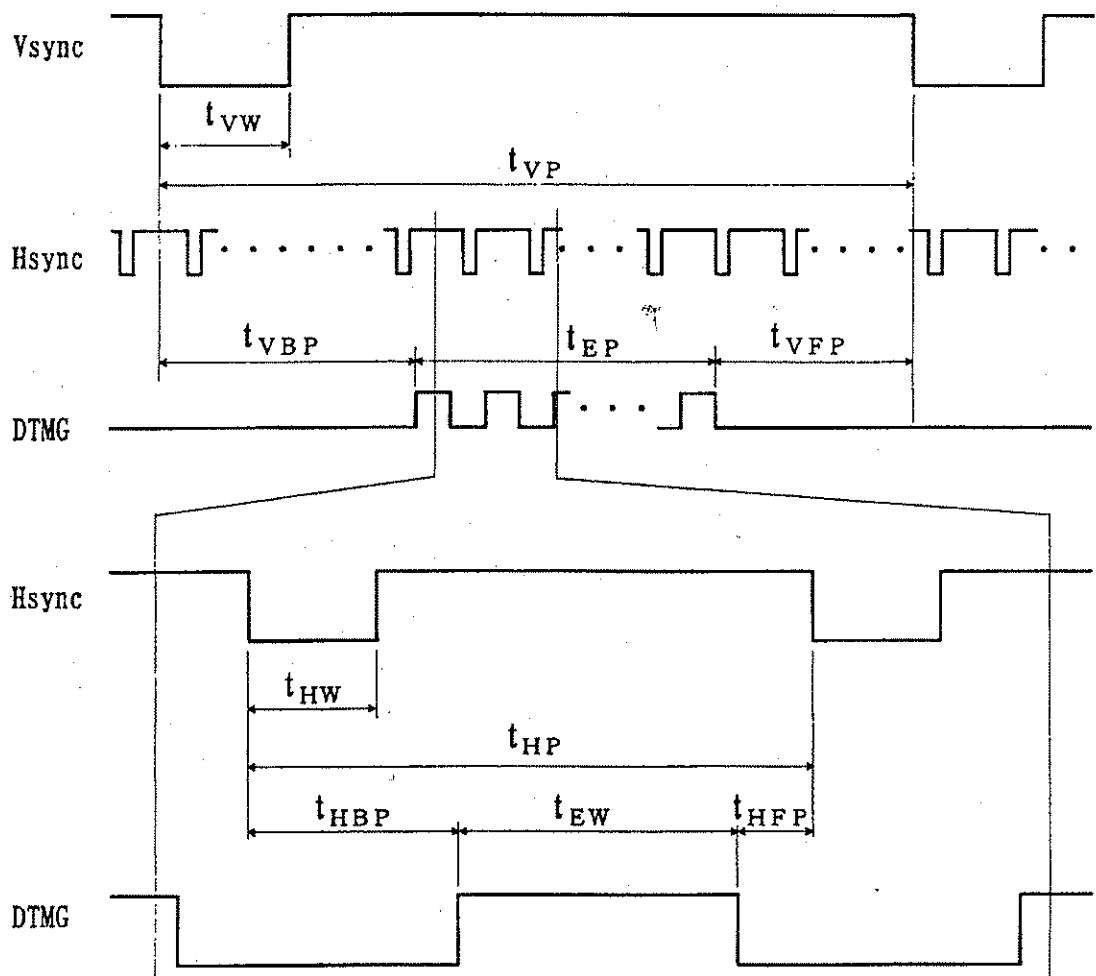 Vsync
tVW
tVP
Hsync
tVBP
tEP
tVFP
DTMG
Hsync
tHW
tHP
tHBP
tEW
tHFP
DTMG